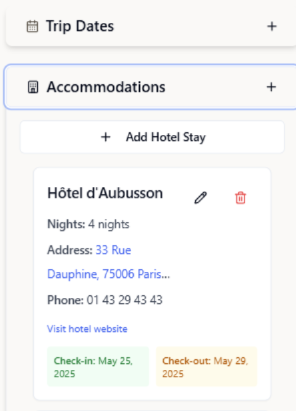 Trip Dates
Accommodations
Add Hotel Stay
Hôtel d'Aubusson
Nights: 4 nights
Address: 33 Rue
Dauphine, 75006 Paris...
Phone: 01 43 29 43 43
Visit hotel website
Check-in: May 25,
2025
Check-out: May 29,
2025